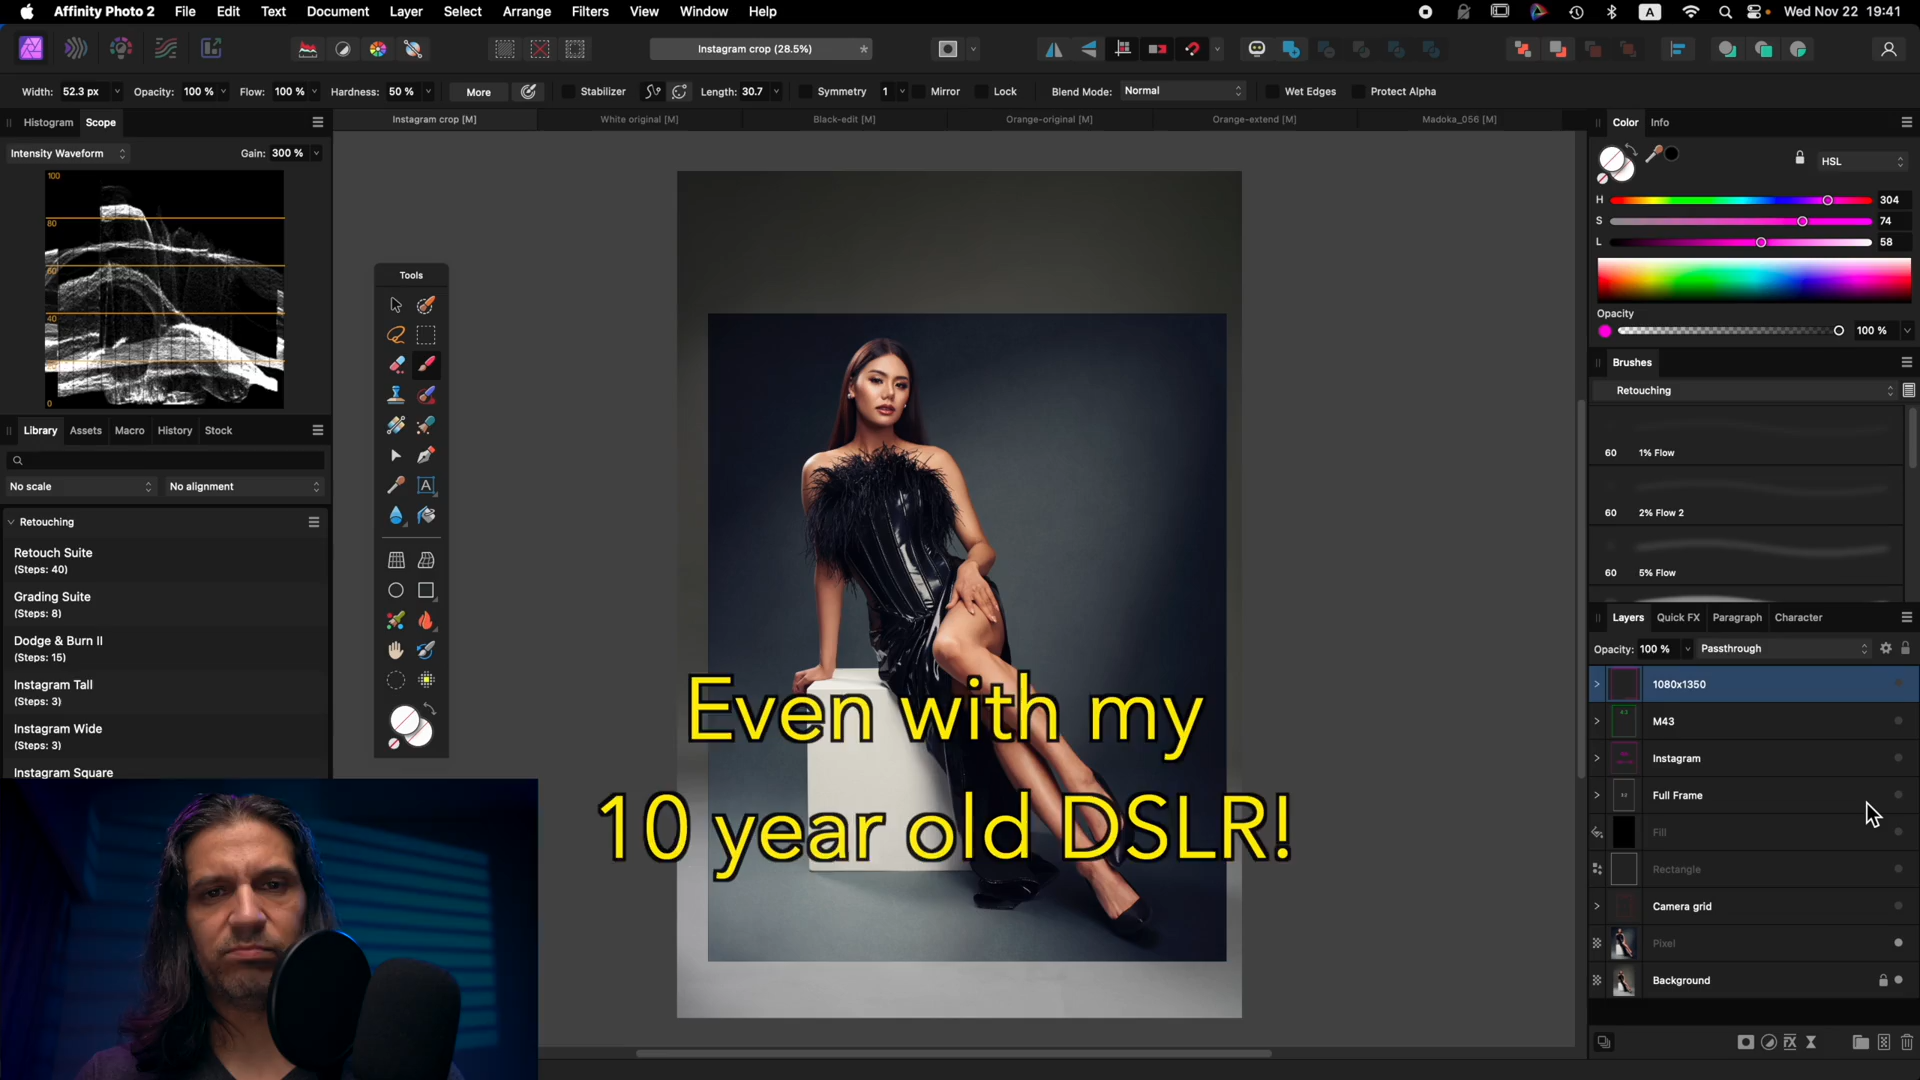 Affinity Photo 2 File Edit Text Document Layer Select Arrange Filters View Window Help A Wed Nov 22 19:41
Instagram crop (28.5%) *
Width: 52.3 px Opacity: 100 % Flow: 100 % Hardness: 50 % More Stabilizer Length: 30.7 Symmetry 1 Mirror Lock Blend Mode: Normal Wet Edges Protect Alpha
Histogram Scope
Instagram crop [M] White original [M] Black-edit [M] Orange-original [M] Orange-extend [M] Madoka_056 [M]
Color Info
Intensity Waveform Gain: 300 %
HSL
100
80
60
40
0
H 304
S 74
L 58
Opacity
100 %
Tools
A
Brushes
Retouching
60 1% Flow
60 2% Flow 2
60 5% Flow
Library Assets Macro History Stock
No scale No alignment
Retouching
Retouch Suite
(Steps: 40)
Grading Suite
(Steps: 8)
Dodge & Burn II
(Steps: 15)
Instagram Tall
(Steps: 3)
Instagram Wide
(Steps: 3)
Instagram Square
Layers Quick FX Paragraph Character
Opacity: 100 % Passthrough
1080x1350
M43
Instagram
Full Frame
Fill
Rectangle
Camera grid
Pixel
Background
Even with my
10 year old DSLR!